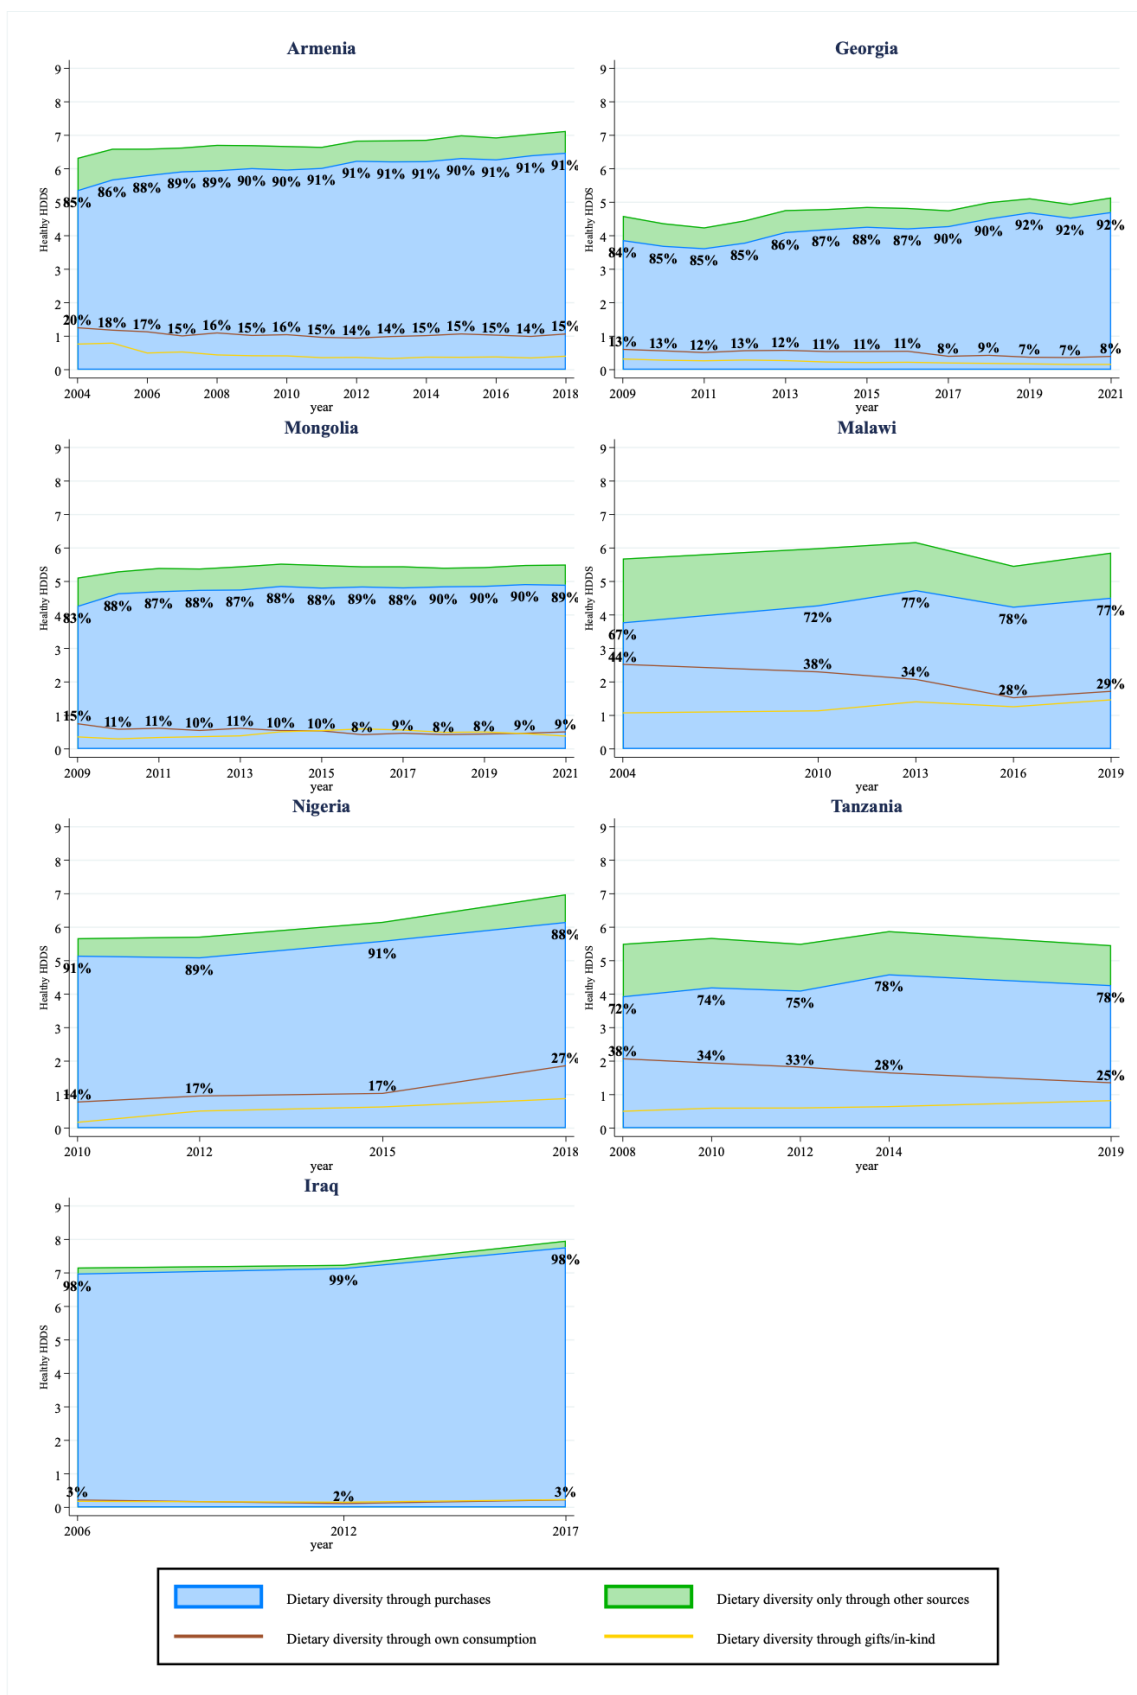 Armenia
Healthy HDDS
9
8
7
6
5
4
3
2
1
0
85% 86% 88% 89% 89% 90% 90% 91% 91% 91% 91% 90% 91% 91% 91%
20% 18% 17% 15% 16% 15% 16% 15% 14% 14% 15% 15% 15% 14% 15%
2004 2006 2008 2010 2012 2014 2016 2018
year
Georgia
Healthy HDDS
9
8
7
6
5
4
3
2
1
0
84% 85% 85% 85% 86% 87% 88% 87% 90% 90% 92% 92% 92%
13% 13% 12% 13% 12% 11% 11% 11% 8% 9% 7% 7% 8%
2009 2011 2013 2015 2017 2019 2021
year
Mongolia
Healthy HDDS
9
8
7
6
5
4
3
2
1
0
83% 88% 87% 88% 87% 88% 88% 89% 88% 90% 90% 90% 89%
15% 11% 11% 10% 11% 10% 10% 8% 9% 8% 8% 9% 9%
2009 2011 2013 2015 2017 2019 2021
year
Malawi
Healthy HDDS
9
8
7
6
5
4
3
2
1
0
67% 72% 77% 78% 77%
44% 38% 34% 28% 29%
2004 2010 2013 2016 2019
year
Nigeria
Healthy HDDS
9
8
7
6
5
4
3
2
1
0
91% 89% 91% 88%
14% 17% 17% 27%
2010 2012 2015 2018
year
Tanzania
Healthy HDDS
9
8
7
6
5
4
3
2
1
0
72% 74% 75% 78% 78%
38% 34% 33% 28% 25%
2008 2010 2012 2014 2019
year
Iraq
Healthy HDDS
9
8
7
6
5
4
3
2
1
0
98% 99% 98%
3% 2% 3%
2006 2012 2017
year
Dietary diversity through purchases
Dietary diversity only through other sources
Dietary diversity through own consumption
Dietary diversity through gifts/in-kind